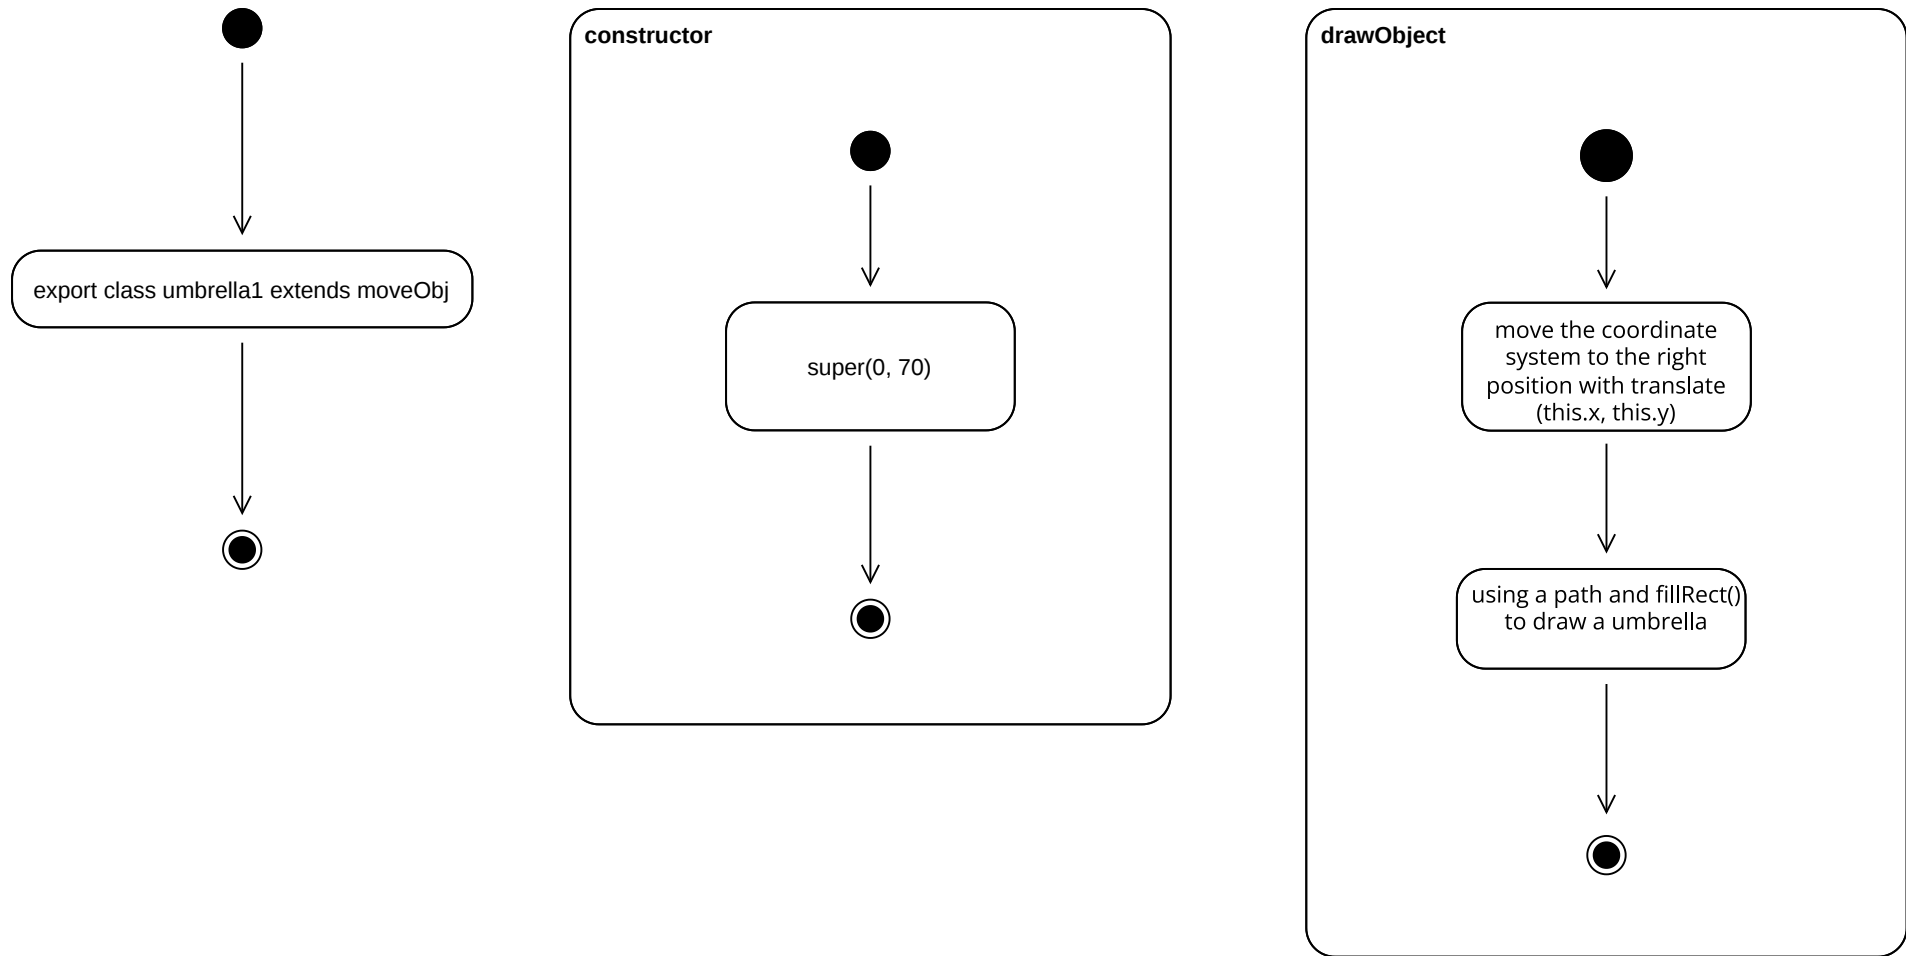 export class umbrella1 extends moveObj
constructor
super(0, 70)
drawObject
move the coordinate
system to the right
position with translate
(this.x, this.y)
using a path and fillRect()
to draw a umbrella